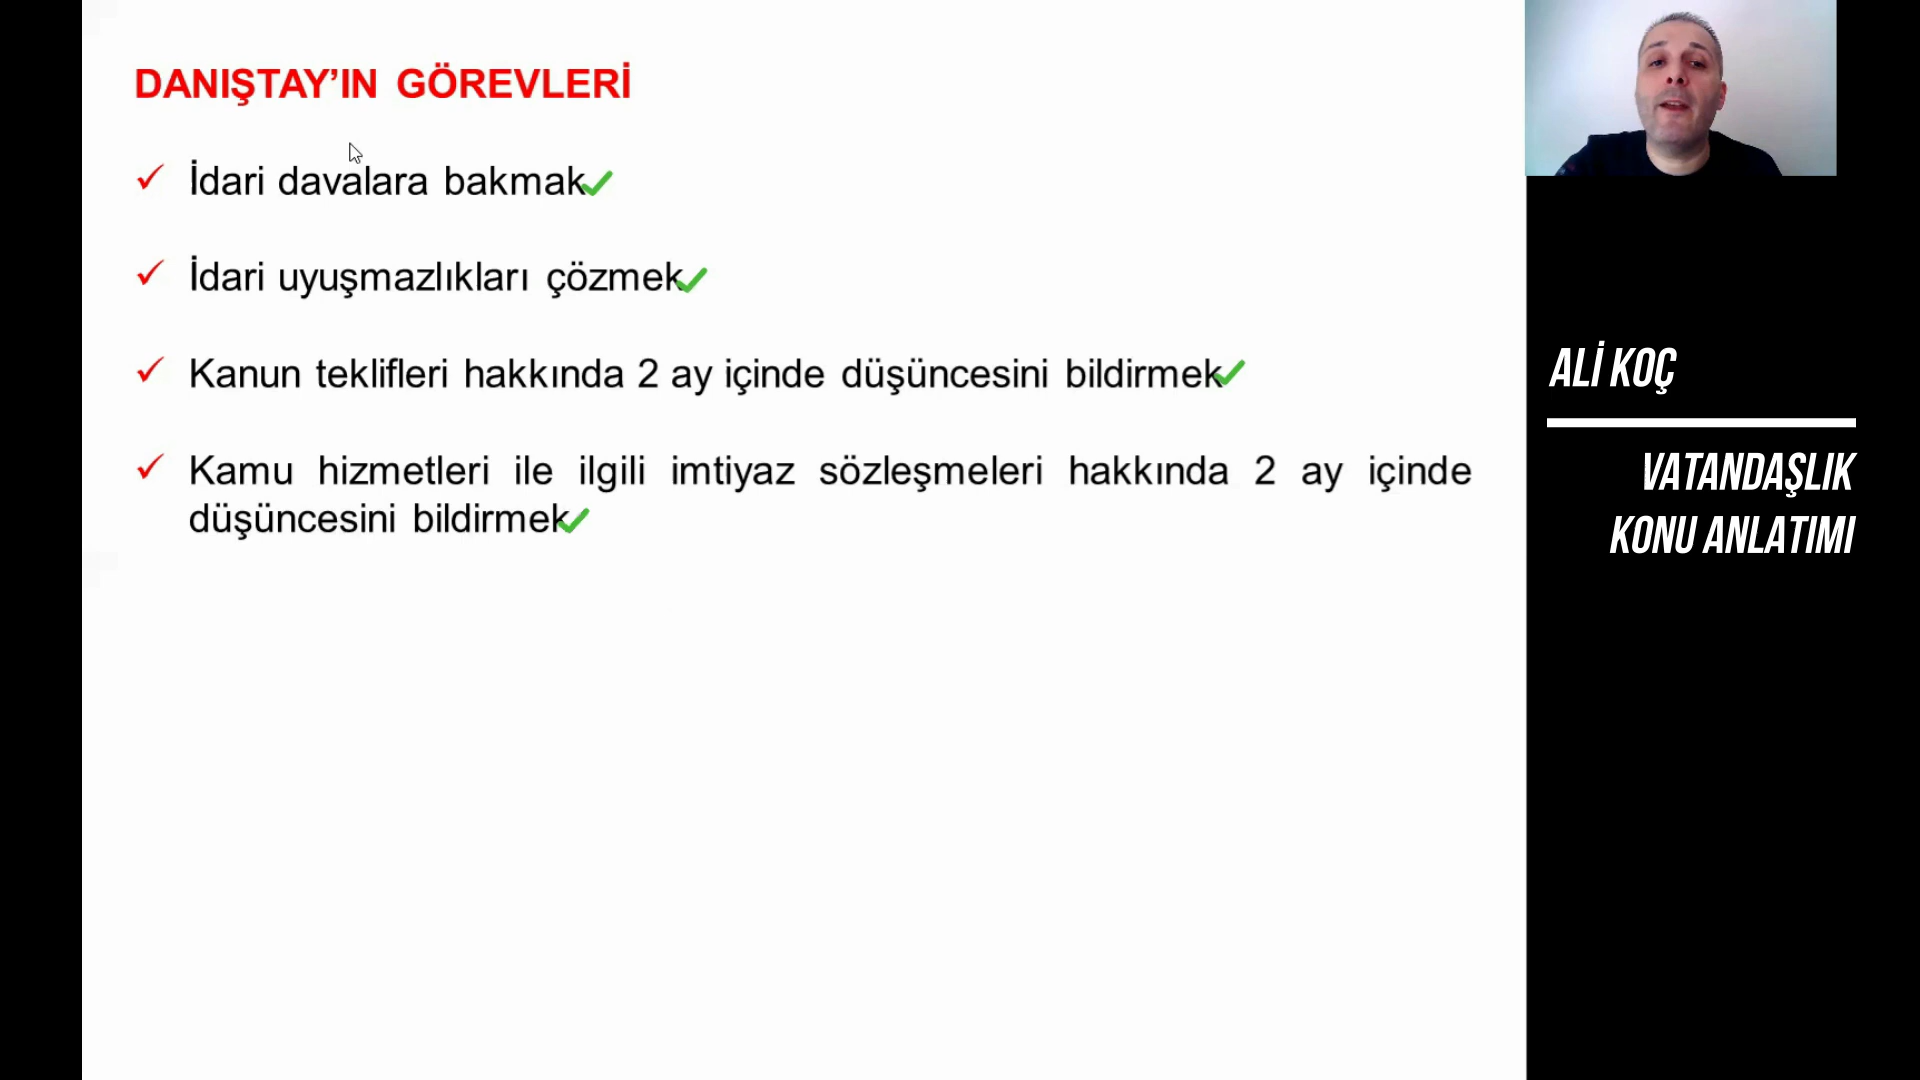 DANIŞTAY’IN GÖREVLERİ
İdari davalara bakmak
İdari uyuşmazlıkları çözmek
Kanun teklifleri hakkında 2 ay içinde düşüncesini bildirmek
Kamu hizmetleri ile ilgili imtiyaz sözleşmeleri hakkında 2 ay içinde
düşüncesini bildirmek
ALİ KOÇ
VATANDAŞLIK
KONU ANLATIMI